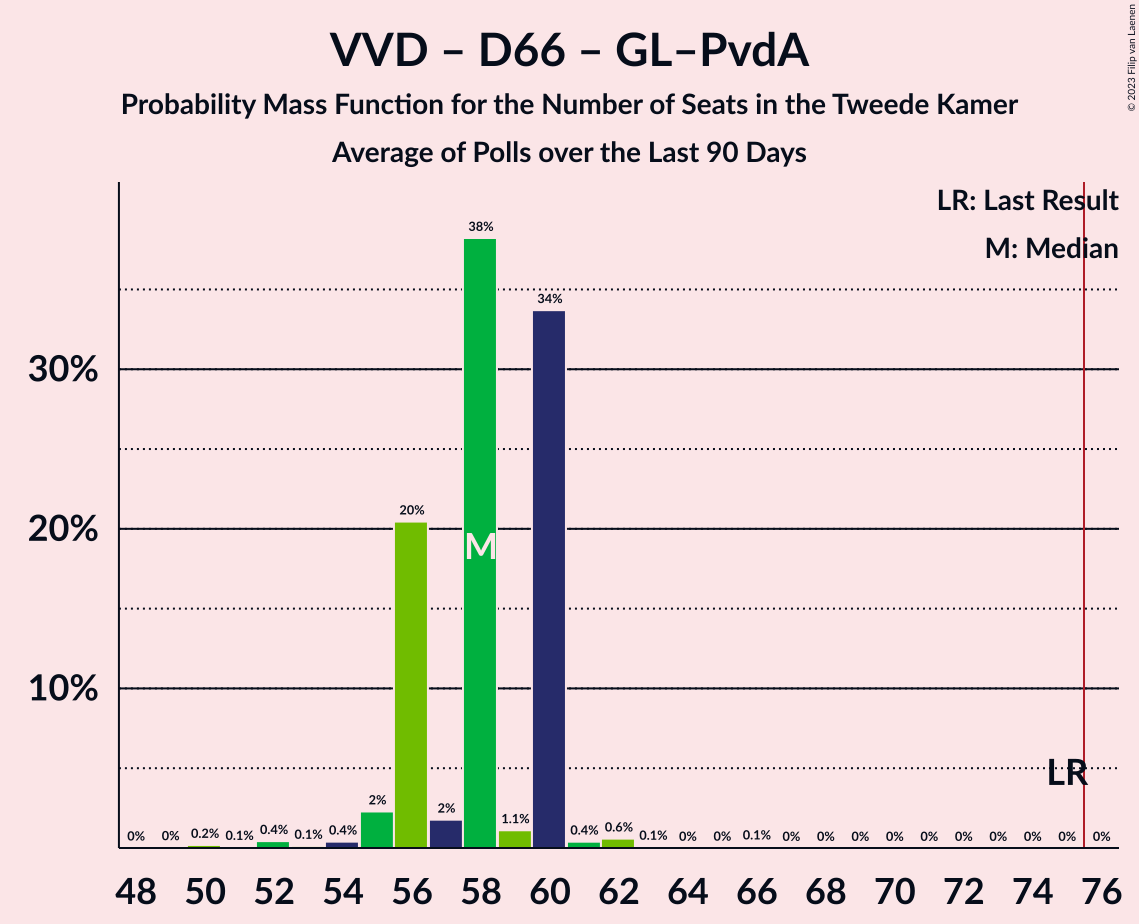 VVD – D66 – GL–PvdA
Probability Mass Function for the Number of Seats in the Tweede Kamer
Average of Polls over the Last 90 Days
© 2023 Filip van Laenen
LR: Last Result
M: Median
38%
34%
30%
20%
20%
M
10%
LR
0% 0% 0.2% 0.1% 0.4% 0.1% 0.4% 2% 2% 1.1% 0.4% 0.6% 0.1% 0% 0% 0.1% 0% 0% 0% 0% 0% 0% 0% 0% 0% 0%
48 50 52 54 56 58 60 62 64 66 68 70 72 74 76